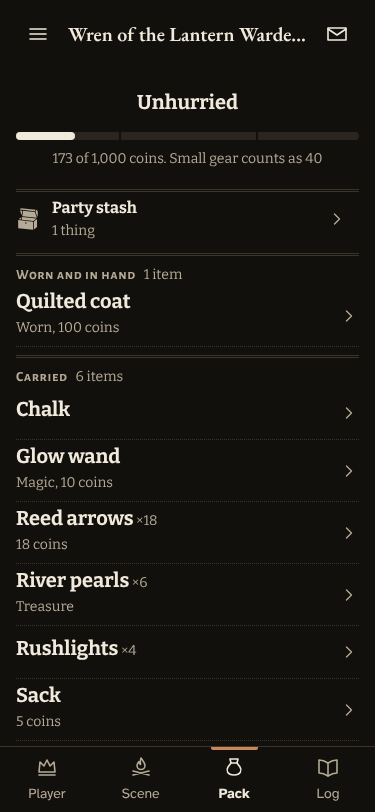 Wren of the Lantern Warde...
Unhurried
173 of 1,000 coins. Small gear counts as 40
Party stash
1 thing
WORN AND IN HAND 1 item
Quilted coat
Worn, 100 coins
CARRIED 6 items
Chalk
Glow wand
Magic, 10 coins
Reed arrows ×18
18 coins
River pearls ×6
Treasure
Rushlights ×4
Sack
5 coins
Player Scene Pack Log